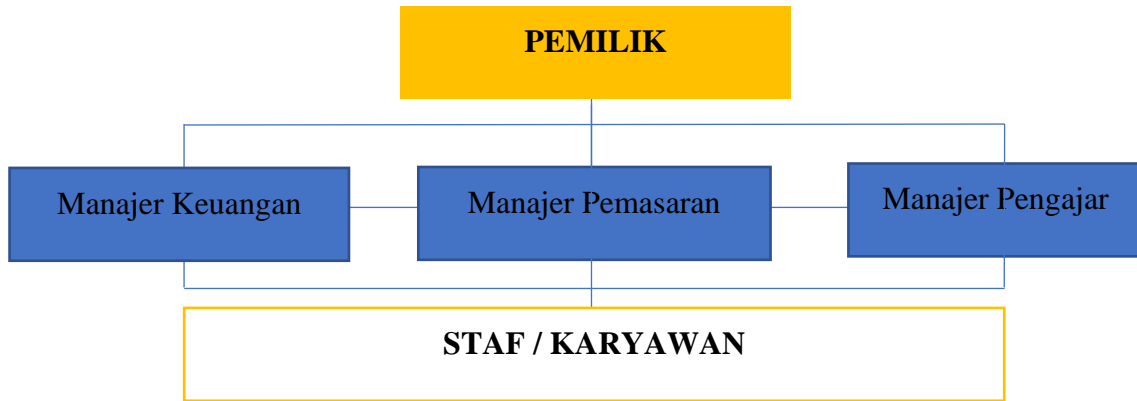 PEMILIK
Manajer Keuangan
Manajer Pemasaran
Manajer Pengajar
STAF / KARYAWAN